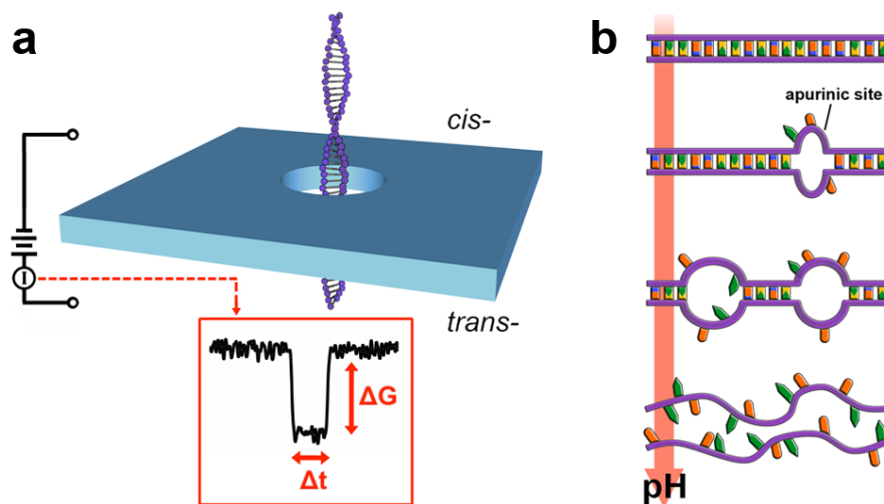 a
b
cis-
apurinic site
I
trans-
ΔG
Δt
pH